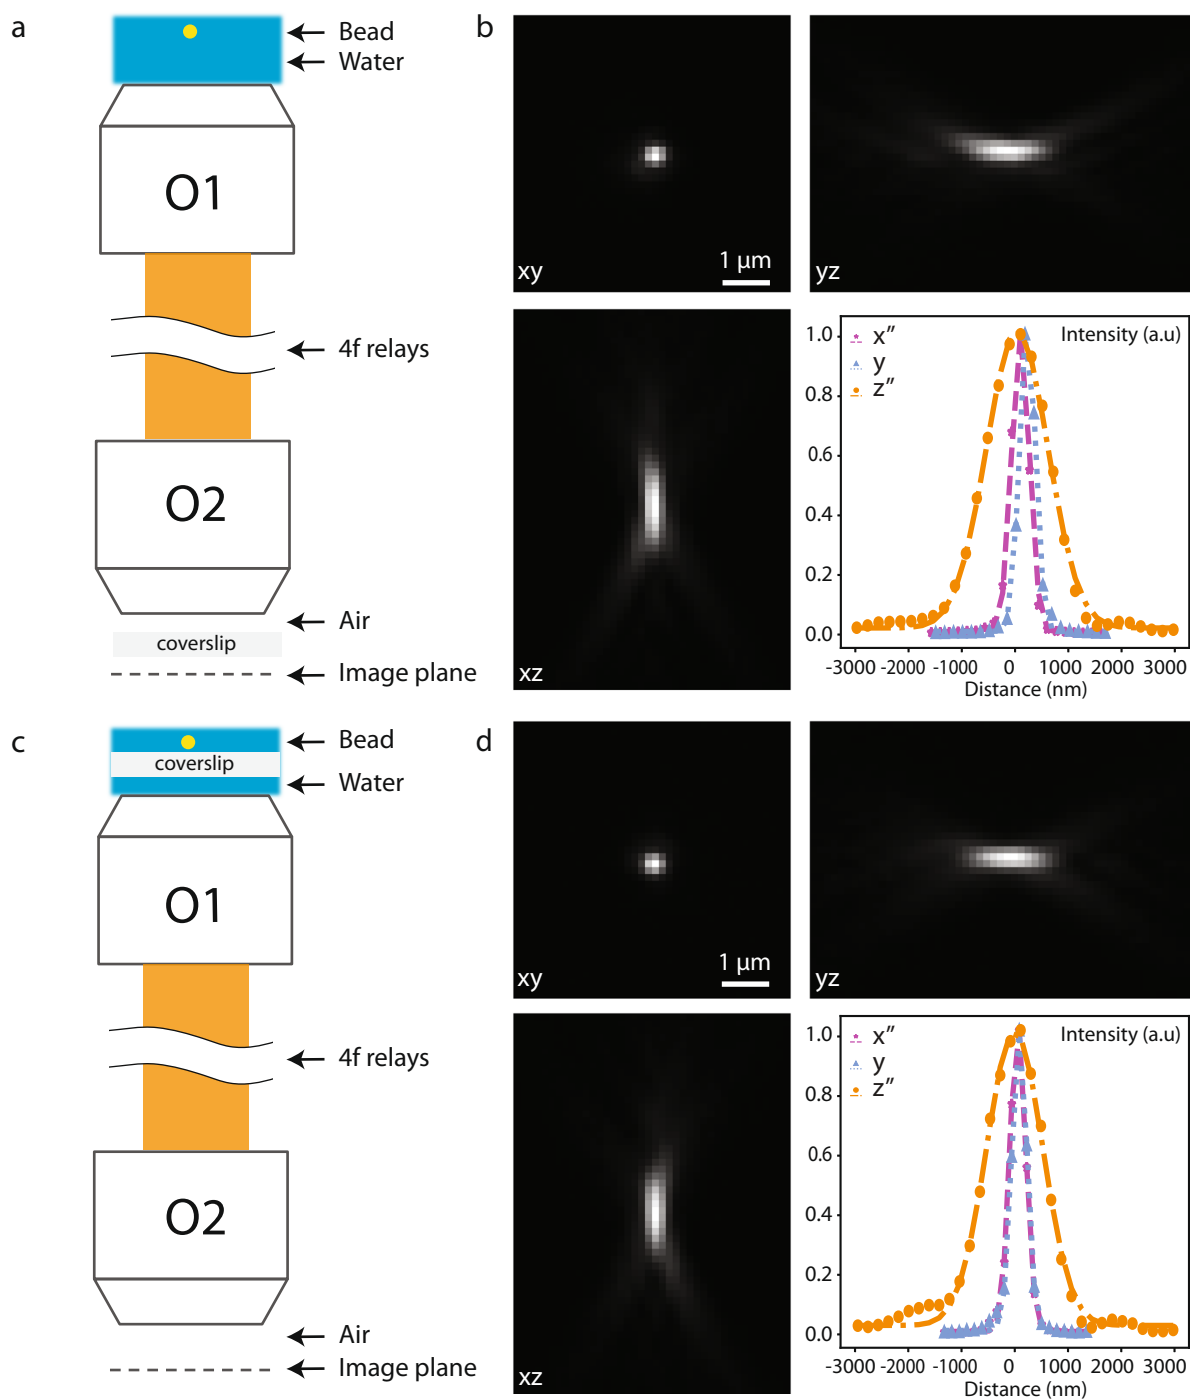 a
Bead
Water
O1
4f relays
O2
Air
coverslip
Image plane
b
xy
1 µm
yz
xz
Intensity (a.u)
x″
y
z″
1.0
0.8
0.6
0.4
0.2
0.0
-3000 -2000 -1000 0 1000 2000 3000
Distance (nm)
c
Bead
coverslip
Water
O1
4f relays
O2
Air
Image plane
d
xy
1 µm
yz
xz
Intensity (a.u)
x″
y
z″
1.0
0.8
0.6
0.4
0.2
0.0
-3000 -2000 -1000 0 1000 2000 3000
Distance (nm)